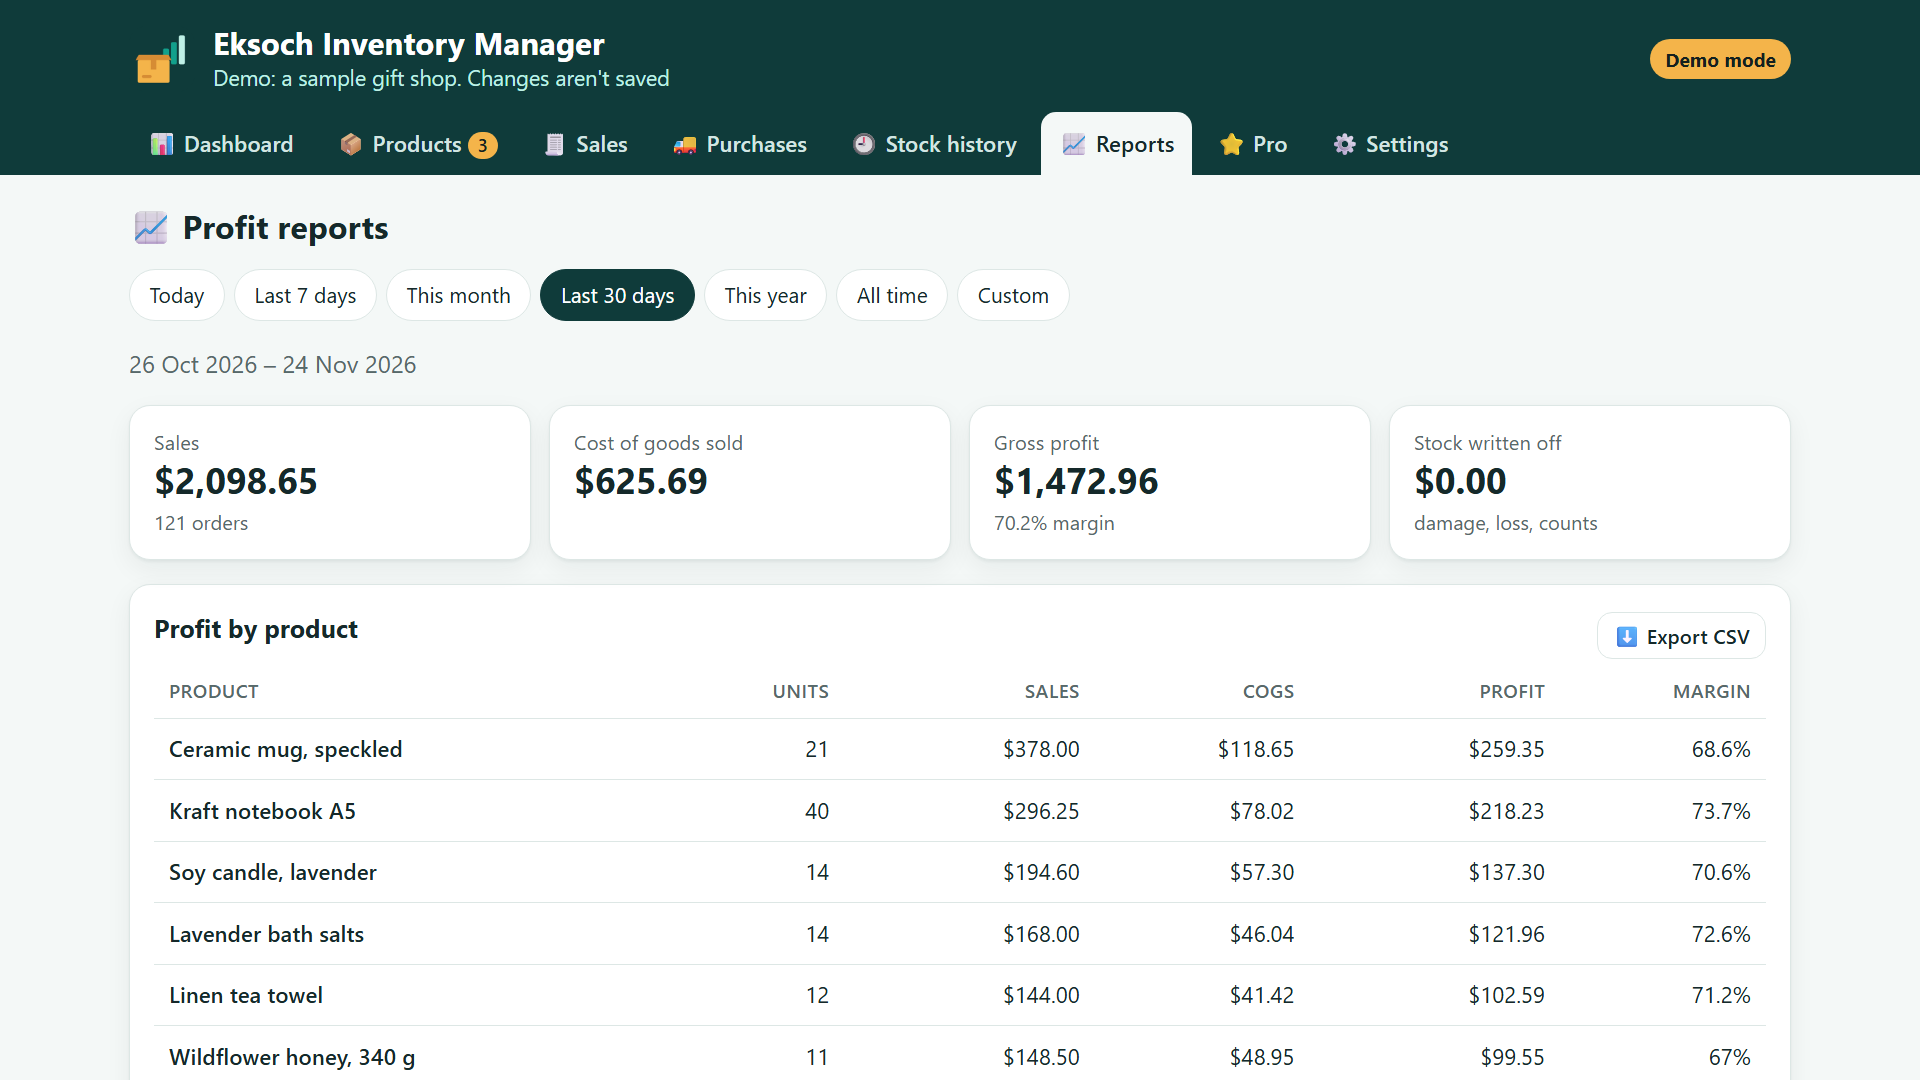 Eksoch Inventory Manager
Demo: a sample gift shop. Changes aren't saved
Demo mode
Dashboard Products 3 Sales Purchases Stock history Reports Pro Settings
Profit reports
Today Last 7 days This month Last 30 days This year All time Custom
26 Oct 2026 – 24 Nov 2026
Sales
$2,098.65
121 orders
Cost of goods sold
$625.69
Gross profit
$1,472.96
70.2% margin
Stock written off
$0.00
damage, loss, counts
Profit by product
Export CSV
PRODUCT UNITS SALES COGS PROFIT MARGIN
Ceramic mug, speckled 21 $378.00 $118.65 $259.35 68.6%
Kraft notebook A5 40 $296.25 $78.02 $218.23 73.7%
Soy candle, lavender 14 $194.60 $57.30 $137.30 70.6%
Lavender bath salts 14 $168.00 $46.04 $121.96 72.6%
Linen tea towel 12 $144.00 $41.42 $102.59 71.2%
Wildflower honey, 340 g 11 $148.50 $48.95 $99.55 67%